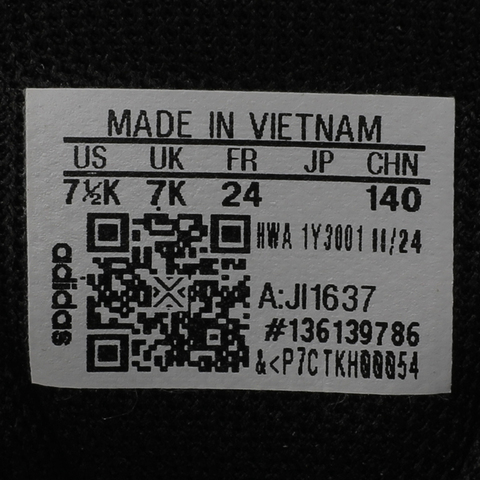 MADE IN VIETNAM
US UK FR JP CHN
7½K 7K 24 140
HWA 1Y3001 11/24
adidas
A:JI1637
#136139786
&<P7CTKH00054